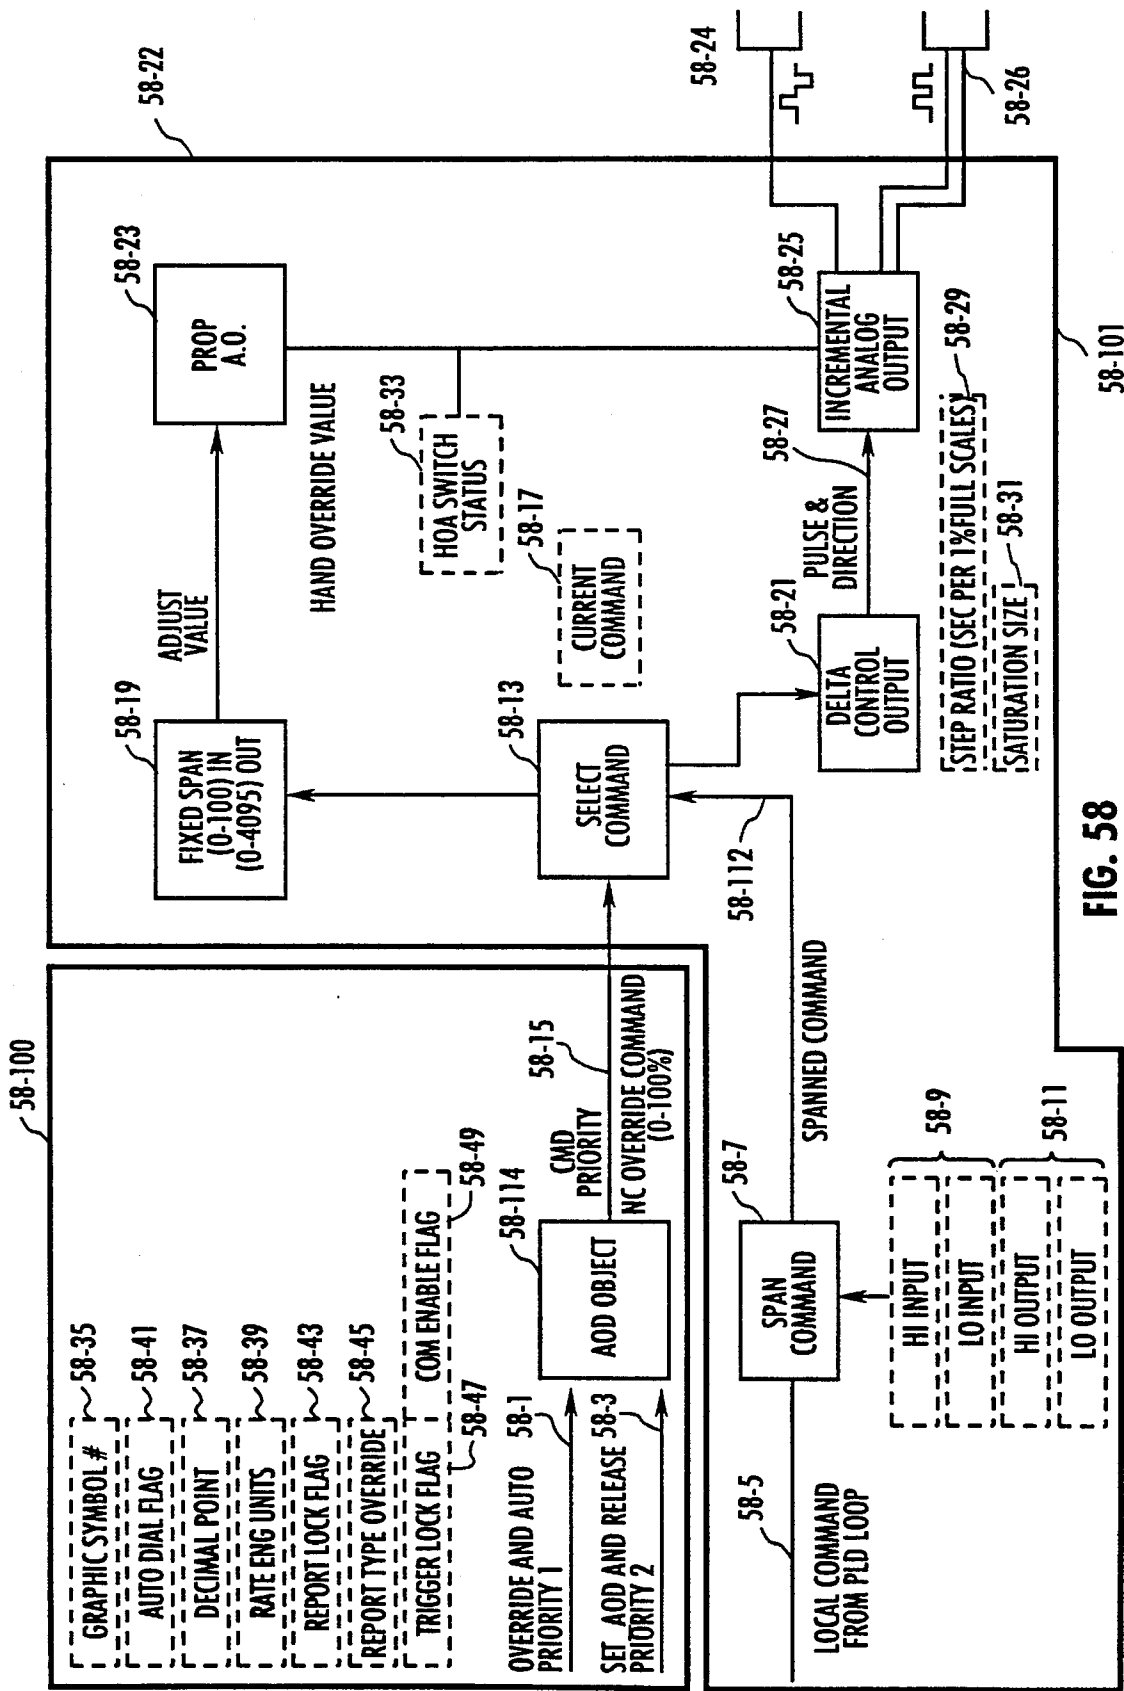 58-100
GRAPHIC SYMBOL #
58-35
AUTO DIAL FLAG
58-41
DECIMAL POINT
58-37
RATE ENG UNITS
58-39
REPORT LOCK FLAG
58-43
REPORT TYPE OVERRIDE
58-45
TRIGGER LOCK FLAG
58-47
COM ENABLE FLAG
58-49
OVERRIDE AND AUTO
PRIORITY 1
58-1
SET AOD AND RELEASE
PRIORITY 2
58-3
AOD OBJECT
58-114
CMD
PRIORITY
58-15
NC OVERRIDE COMMAND
(0-100%)
58-22
FIXED SPAN
(0-100) IN
(0-4095) OUT
58-19
ADJUST
VALUE
PROP
A.O.
58-23
HAND OVERRIDE VALUE
HOA SWITCH
STATUS
58-33
CURRENT
COMMAND
58-17
SELECT
COMMAND
58-13
58-112
DELTA
CONTROL
OUTPUT
58-21
PULSE &
DIRECTION
58-27
INCREMENTAL
ANALOG
OUTPUT
58-25
58-24
58-26
STEP RATIO (SEC PER 1%FULL SCALES)
58-29
SATURATION SIZE
58-31
58-101
LOCAL COMMAND
FROM PLD LOOP
58-5
SPAN
COMMAND
58-7
SPANNED COMMAND
HI INPUT
LO INPUT
58-9
HI OUTPUT
LO OUTPUT
58-11
FIG. 58